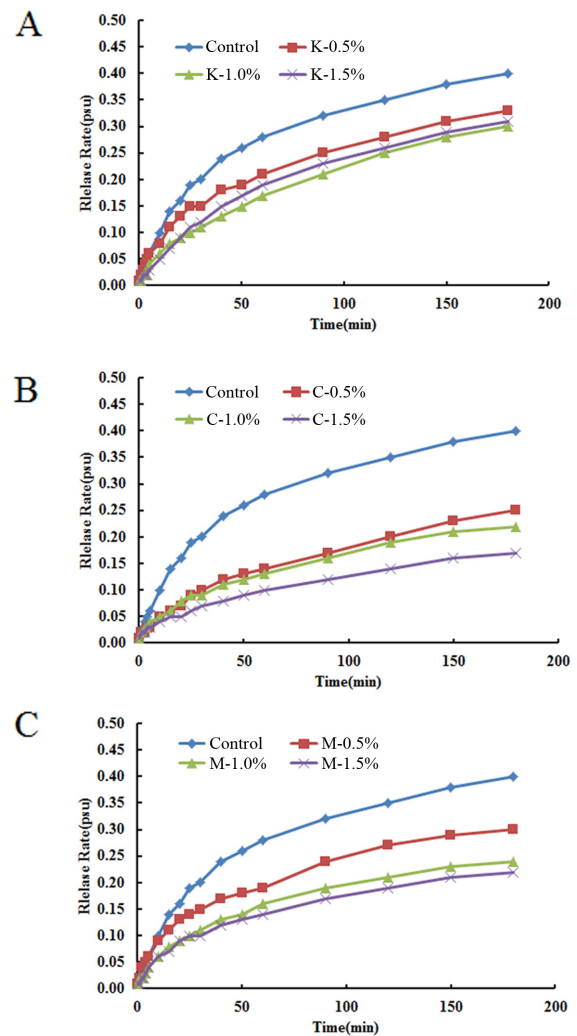 A
0.50
0.45
0.40
0.35
0.30
0.25
0.20
0.15
0.10
0.05
0.00
Rlelase Rate(psu)
Control K-0.5%
K-1.0% K-1.5%
0 50 100 150 200
Time(min)
B
0.50
0.45
0.40
0.35
0.30
0.25
0.20
0.15
0.10
0.05
0.00
Rlelase Rate(psu)
Control C-0.5%
C-1.0% C-1.5%
0 50 100 150 200
Time(min)
C
0.50
0.45
0.40
0.35
0.30
0.25
0.20
0.15
0.10
0.05
0.00
Rlelase Rate(psu)
Control M-0.5%
M-1.0% M-1.5%
0 50 100 150 200
Time(min)